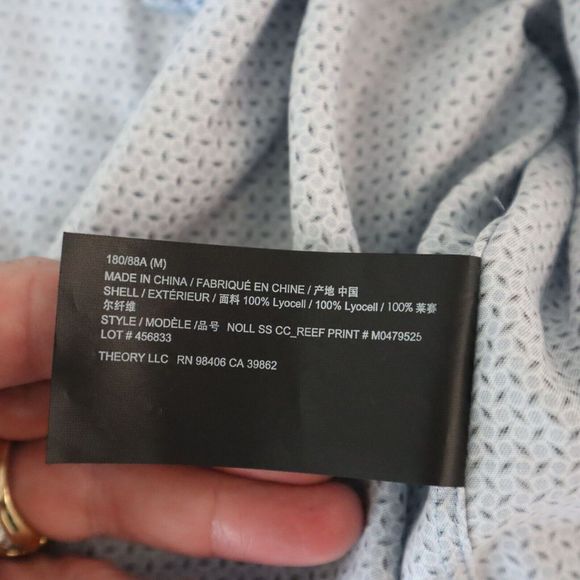 180/88A (M)
MADE IN CHINA / FABRIQUÉ EN CHINE / 产地 中国
SHELL / EXTÉRIEUR / 面料 100% Lyocell / 100% Lyocell / 100% 莱赛
尔纤维
STYLE / MODÈLE /品号 NOLL SS CC_REEF PRINT # M0479525
LOT # 456833
THEORY LLC RN 98406 CA 39862